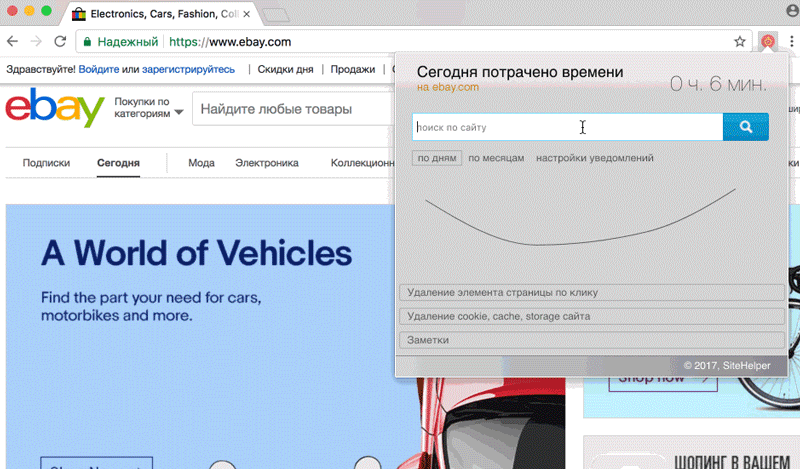 Electronics, Cars, Fashion, Coll
Надежный https://www.ebay.com
Здравствуйте! Войдите или зарегистрируйтесь
Скидки дня
Продажи
ebay
Покупки по
категориям
Найдите любые товары
Подписки
Сегодня
Мода
Электроника
Коллекцион
Сегодня потрачено времени
на ebay.com
0 ч. 6 мин.
поиск по сайту
по дням
по месяцам
настройки уведомлений
Удаление элемента страницы по клику
Удаление cookie, cache, storage сайта
Заметки
© 2017, SiteHelper
A World of Vehicles
Find the part your need for cars,
motorbikes and more.
Shop now
ШОПИНГ В ВАШЕМ